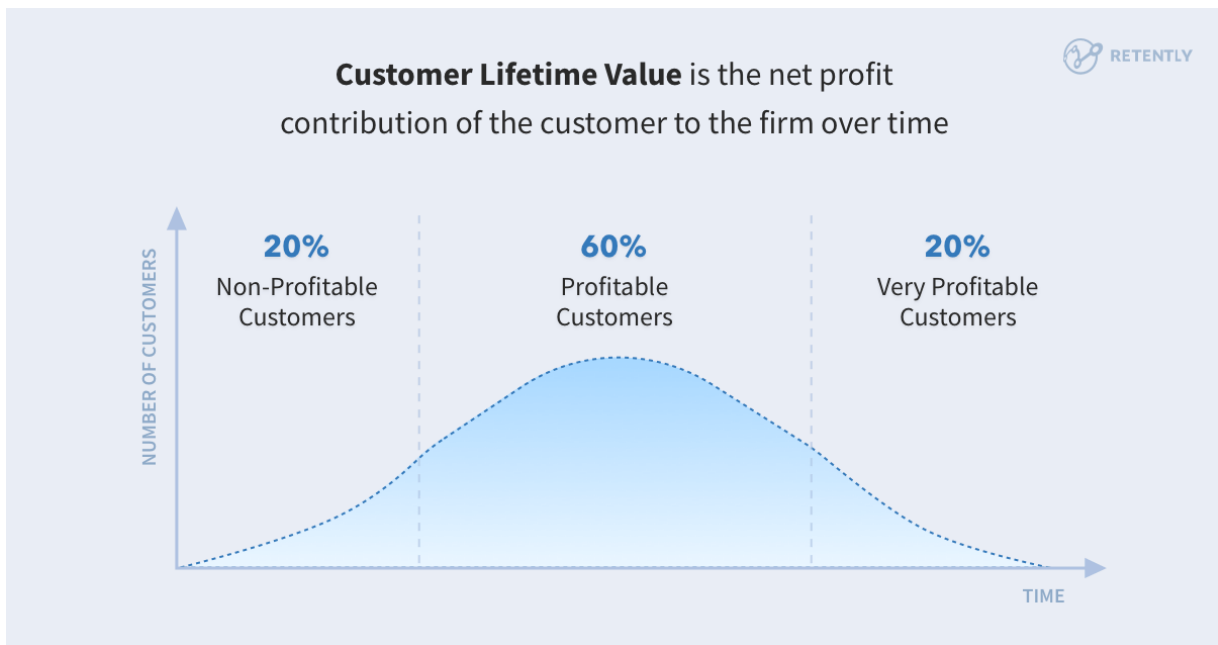 RETENTLY
Customer Lifetime Value is the net profit
contribution of the customer to the firm over time
NUMBER OF CUSTOMERS
20%
Non-Profitable
Customers
60%
Profitable
Customers
20%
Very Profitable
Customers
TIME